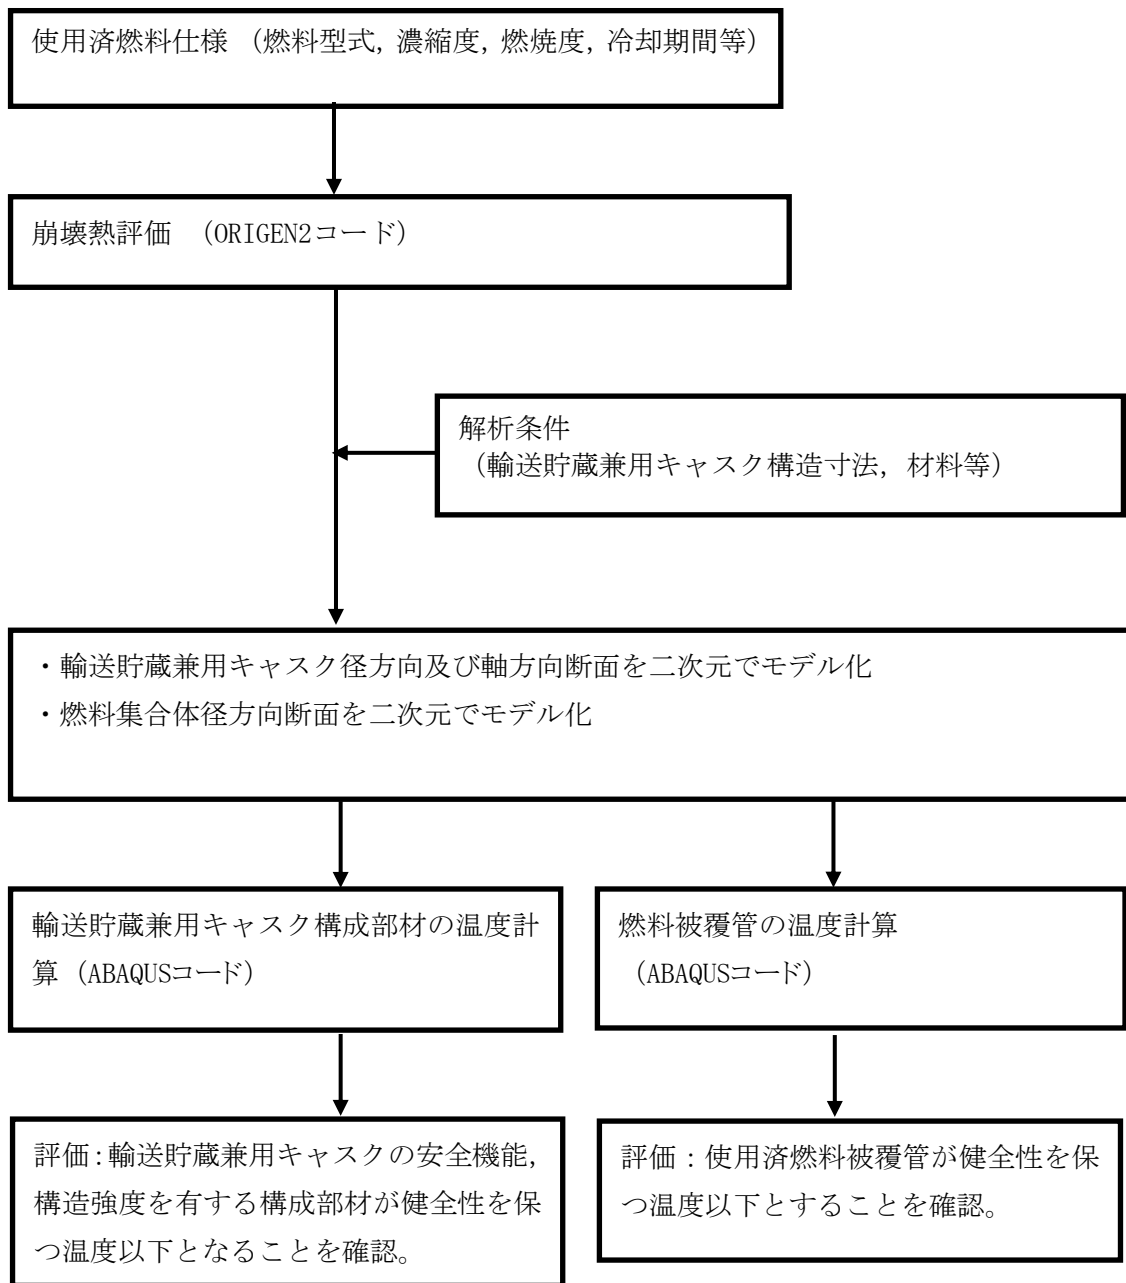 使用済燃料仕様 （燃料型式，濃縮度，燃焼度，冷却期間等）
崩壊熱評価 （ORIGEN2コード）
解析条件
（輸送貯蔵兼用キャスク構造寸法，材料等）
・輸送貯蔵兼用キャスク径方向及び軸方向断面を二次元でモデル化
・燃料集合体径方向断面を二次元でモデル化
輸送貯蔵兼用キャスク構成部材の温度計
算（ABAQUSコード）
燃料被覆管の温度計算
（ABAQUSコード）
評価：輸送貯蔵兼用キャスクの安全機能，
構造強度を有する構成部材が健全性を保
つ温度以下となることを確認。
評価：使用済燃料被覆管が健全性を保
つ温度以下とすることを確認。